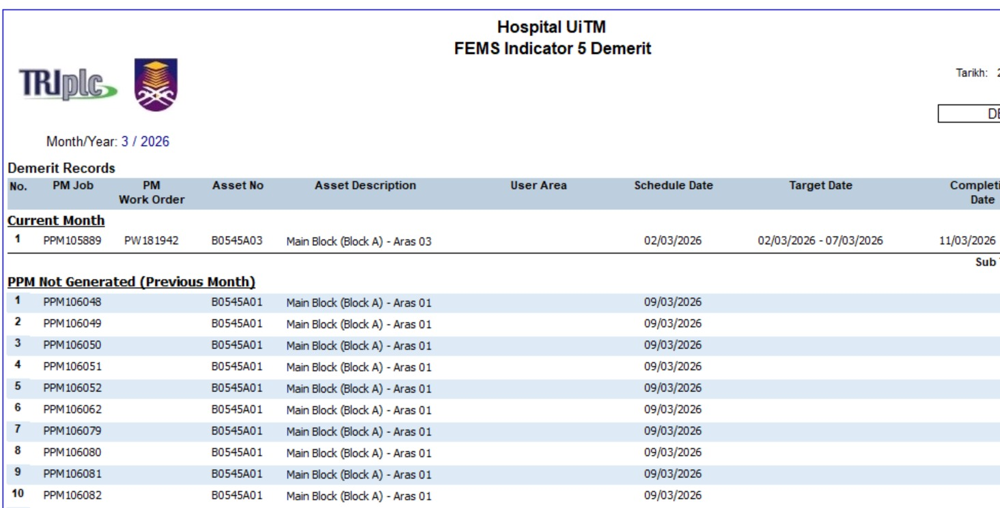 Hospital UiTM
FEMS Indicator 5 Demerit
TRIplc
Tarikh:
Month/Year: 3 / 2026
Demerit Records
No. PM Job PM Work Order Asset No Asset Description User Area Schedule Date Target Date Completi Date
Current Month
1 PPM105889 PW181942 B0545A03 Main Block (Block A) - Aras 03 02/03/2026 02/03/2026 - 07/03/2026 11/03/2026
Sub
PPM Not Generated (Previous Month)
1 PPM106048 B0545A01 Main Block (Block A) - Aras 01 09/03/2026
2 PPM106049 B0545A01 Main Block (Block A) - Aras 01 09/03/2026
3 PPM106050 B0545A01 Main Block (Block A) - Aras 01 09/03/2026
4 PPM106051 B0545A01 Main Block (Block A) - Aras 01 09/03/2026
5 PPM106052 B0545A01 Main Block (Block A) - Aras 01 09/03/2026
6 PPM106062 B0545A01 Main Block (Block A) - Aras 01 09/03/2026
7 PPM106079 B0545A01 Main Block (Block A) - Aras 01 09/03/2026
8 PPM106080 B0545A01 Main Block (Block A) - Aras 01 09/03/2026
9 PPM106081 B0545A01 Main Block (Block A) - Aras 01 09/03/2026
10 PPM106082 B0545A01 Main Block (Block A) - Aras 01 09/03/2026